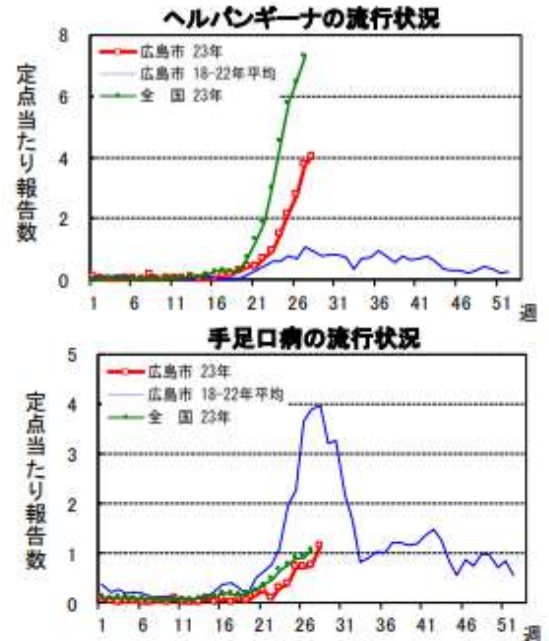 ヘルパンギーナの流行状況
8
6
4
2
0
広島市 23年
広島市 18-22年平均
全 国 23年
定点当たり報告数
1 6 11 16 21 26 31 36 41 46 51
週
手足口病の流行状況
5
4
3
2
1
0
広島市 23年
広島市 18-22年平均
全 国 23年
定点当たり報告数
1 6 11 16 21 26 31 36 41 46 51
週